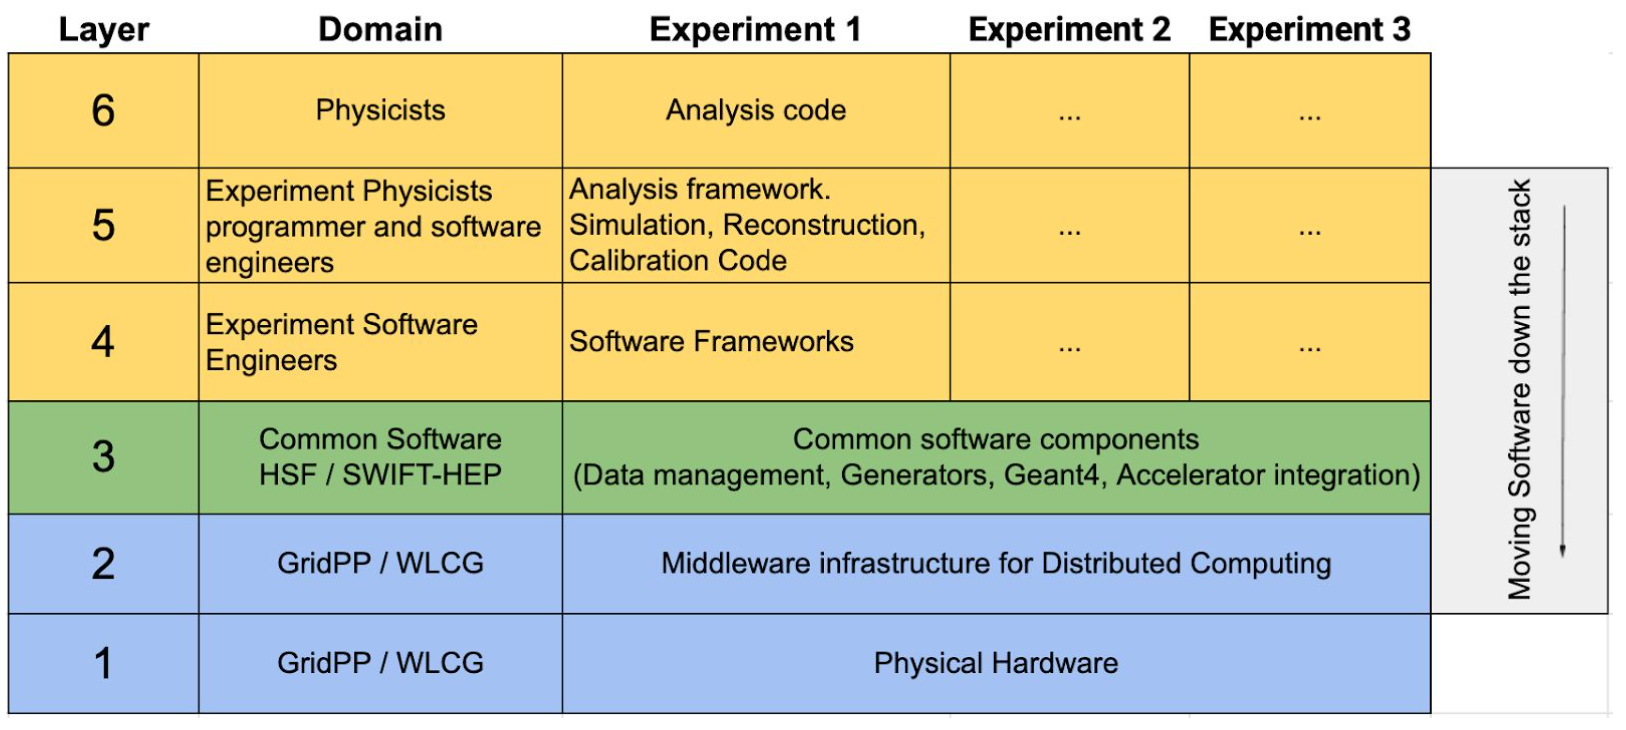 Layer Domain Experiment 1 Experiment 2 Experiment 3
6 Physicists Analysis code ... ...
5
Experiment Physicists
programmer and software
engineers
Analysis framework.
Simulation, Reconstruction,
Calibration Code
... ...
4
Experiment Software
Engineers
Software Frameworks ... ...
3
Common Software
HSF / SWIFT-HEP
Common software components
(Data management, Generators, Geant4, Accelerator integration)
2 GridPP / WLCG Middleware infrastructure for Distributed Computing
1 GridPP / WLCG Physical Hardware
Moving Software down the stack